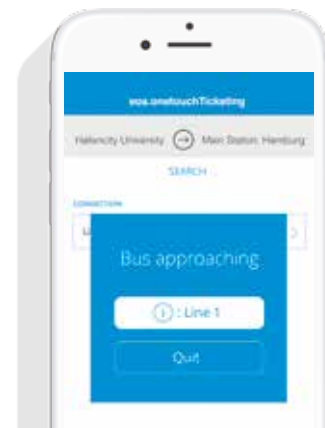 eos.onetouchTicketing
Hafencity University → Main Station, Hamburg
SEARCH
CONNECTION
Bus approaching
: Line 1
Quit